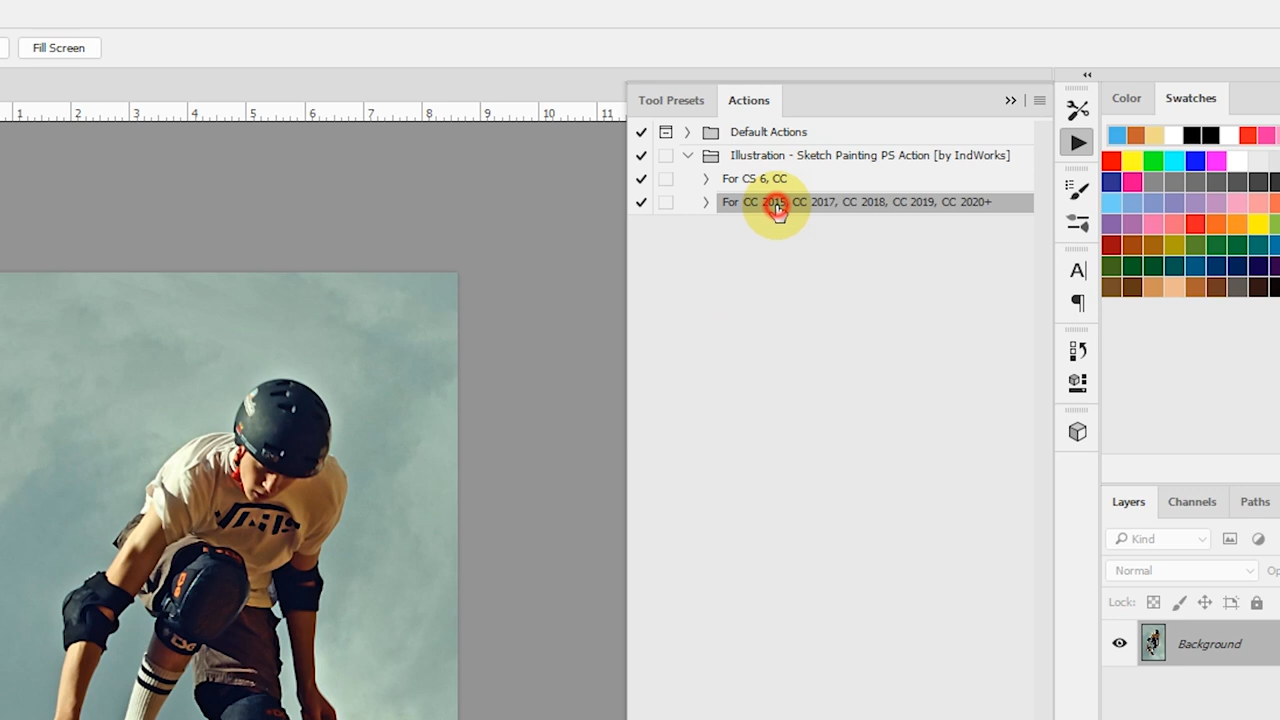 Fill Screen
1 2 3 4 5 6 7 8 9 10 11
Tool Presets Actions
Default Actions
Illustration - Sketch Painting PS Action [by IndWorks]
For CS 6, CC
For CC 2015, CC 2017, CC 2018, CC 2019, CC 2020+
Color Swatches
Layers Channels Paths
Kind
Normal Op
Lock:
Background